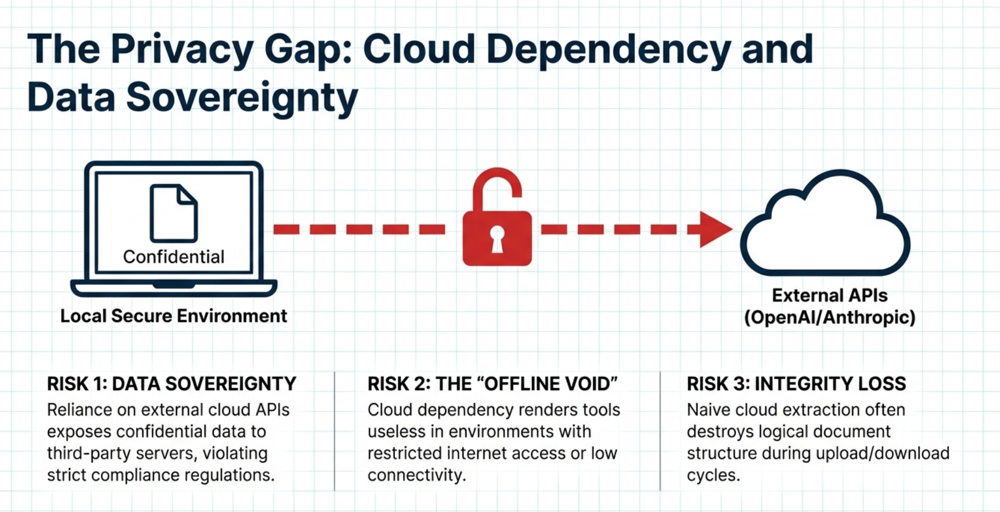 The Privacy Gap: Cloud Dependency and
Data Sovereignty
Confidential
Local Secure Environment
External APIs
(OpenAI/Anthropic)
RISK 1: DATA SOVEREIGNTY
Reliance on external cloud APIs
exposes confidential data to
third-party servers, violating
strict compliance regulations.
RISK 2: THE “OFFLINE VOID”
Cloud dependency renders tools
useless in environments with
restricted internet access or low
connectivity.
RISK 3: INTEGRITY LOSS
Naive cloud extraction often
destroys logical document
structure during upload/download
cycles.